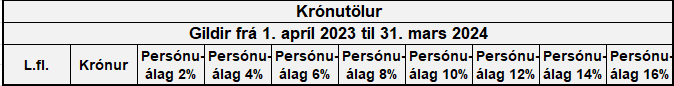 Krónutölur
Gildir frá 1. apríl 2023 til 31. mars 2024
L.fl. Krónur Persónu-álag 2% Persónu-álag 4% Persónu-álag 6% Persónu-álag 8% Persónu-álag 10% Persónu-álag 12% Persónu-álag 14% Persónu-álag 16%